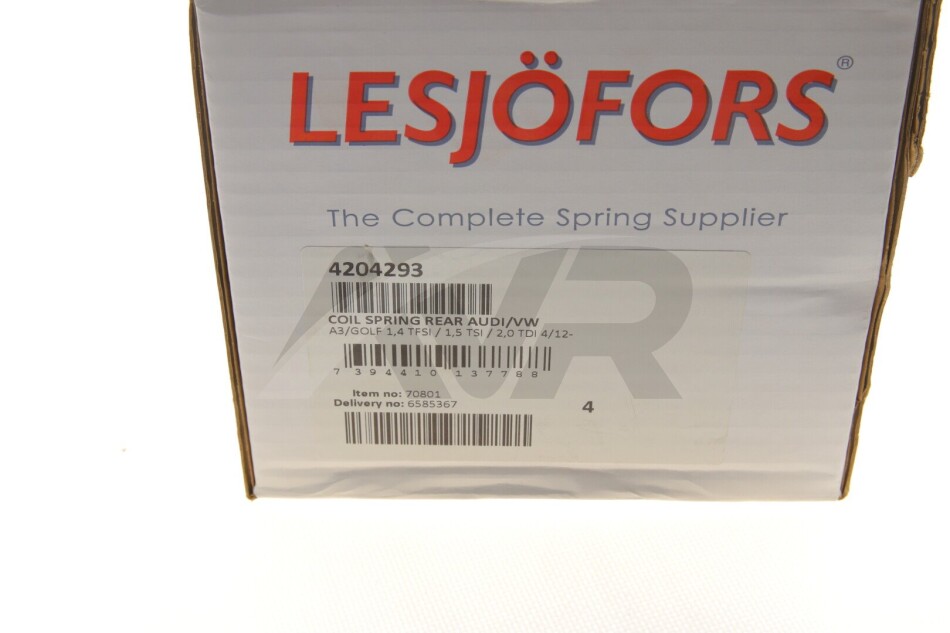 LESJÖFORS®
The Complete Spring Supplier
4204293
COIL SPRING REAR AUDI/VW
A3/GOLF 1,4 TFSI / 1,5 TSI / 2,0 TDI 4/12-
7 394410 137788
Item no: 70801
Delivery no: 6585367
4
AVR